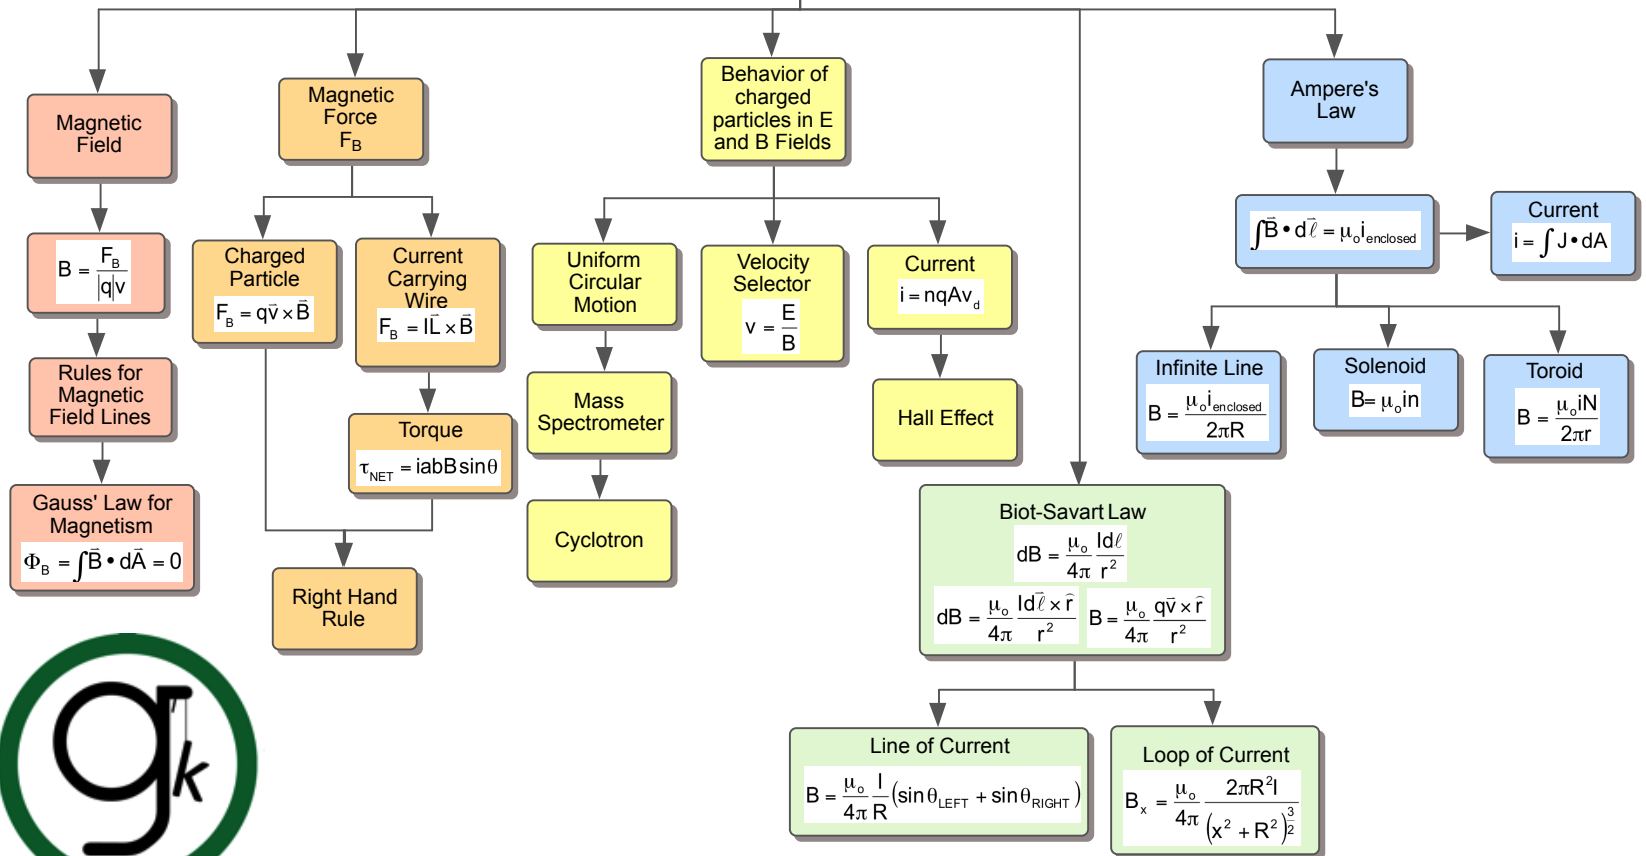 Magnetic
Field
B = F_B / |q|v
Rules for
Magnetic
Field Lines
Gauss' Law for
Magnetism
Φ_B = ∫B⃗ • dA⃗ = 0
Magnetic
Force
F_B
Charged
Particle
F_B = qv⃗ × B⃗
Current
Carrying
Wire
F_B = IL⃗ × B⃗
Torque
τ_NET = iabB sinθ
Right Hand
Rule
Behavior of
charged
particles in E
and B Fields
Uniform
Circular
Motion
Mass
Spectrometer
Cyclotron
Velocity
Selector
v = E / B
Current
i = nqAv_d
Hall Effect
Biot-Savart Law
dB = μ_o/4π Idℓ/r²
dB = μ_o/4π Idℓ⃗ × r̂/r² B = μ_o/4π qv⃗ × r̂/r²
Line of Current
B = μ_o/4π I/R (sinθ_LEFT + sinθ_RIGHT)
Loop of Current
B_x = μ_o/4π 2πR²I/(x² + R²)^(3/2)
Ampere's
Law
∫B⃗ • dℓ⃗ = μ_o i_enclosed
Current
i = ∫J • dA
Infinite Line
B = μ_o i_enclosed / 2πR
Solenoid
B= μ_o in
Toroid
B = μ_o iN / 2πr
gk